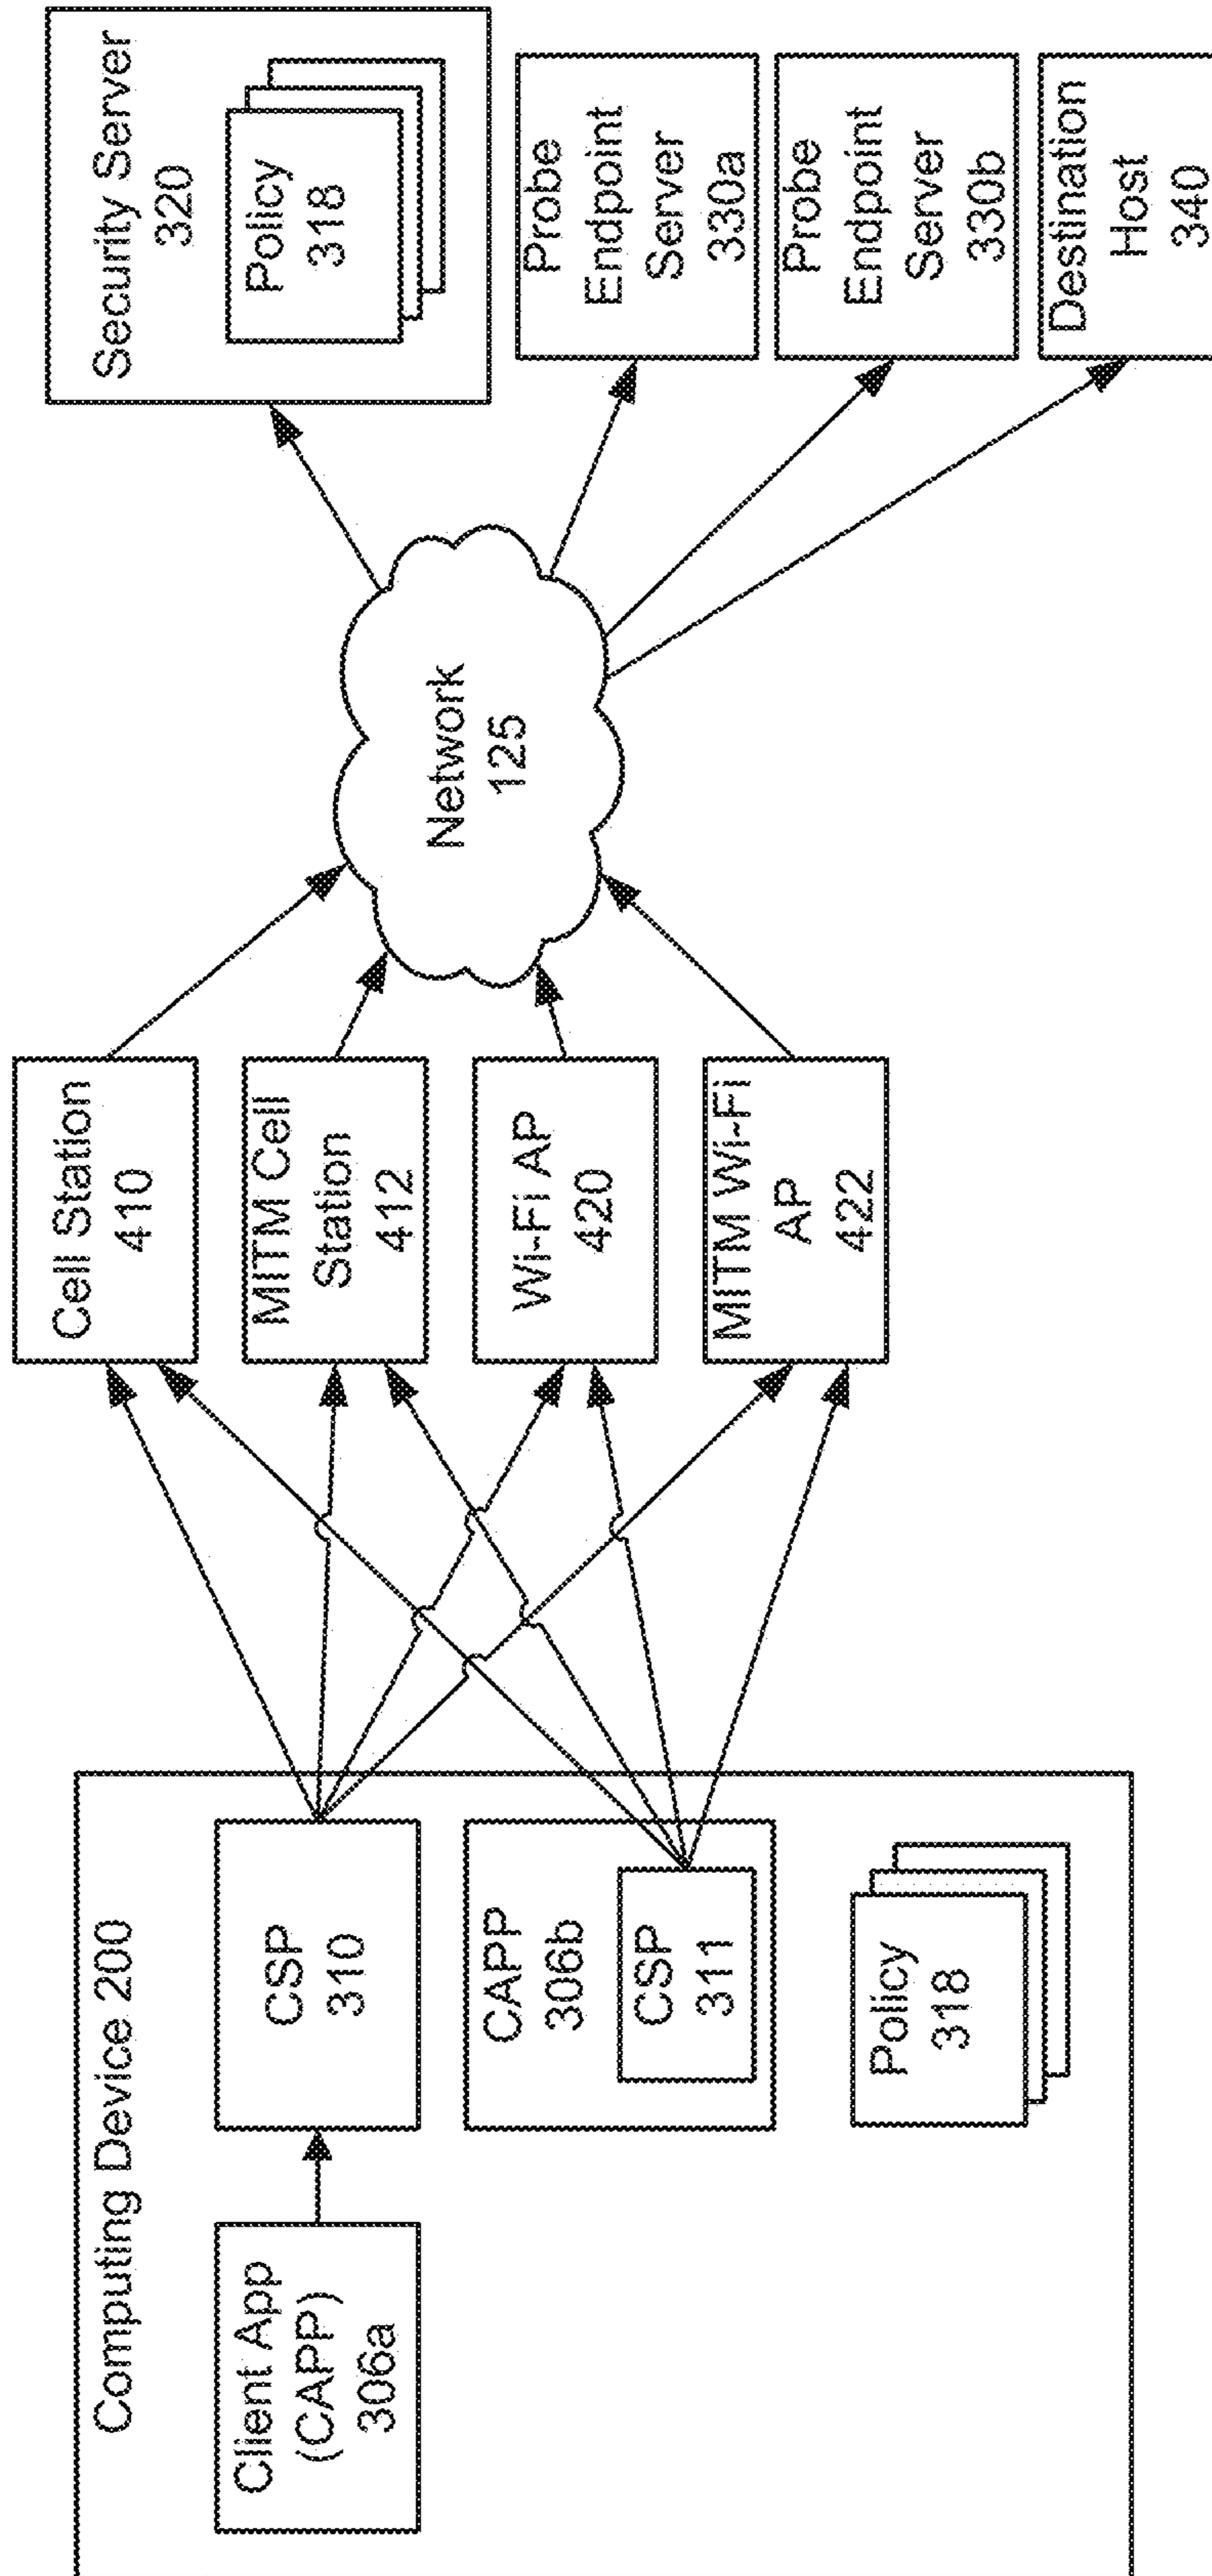 Computing Device 200
Client App
(CAPP)
306a
CSP
310
CAPP
306b
CSP
311
Policy
318
Cell Station
410
MITM Cell
Station
412
Wi-Fi AP
420
MITM Wi-Fi
AP
422
Network
125
Security Server
320
Policy
318
Probe
Endpoint
Server
330a
Probe
Endpoint
Server
330b
Destination
Host
340